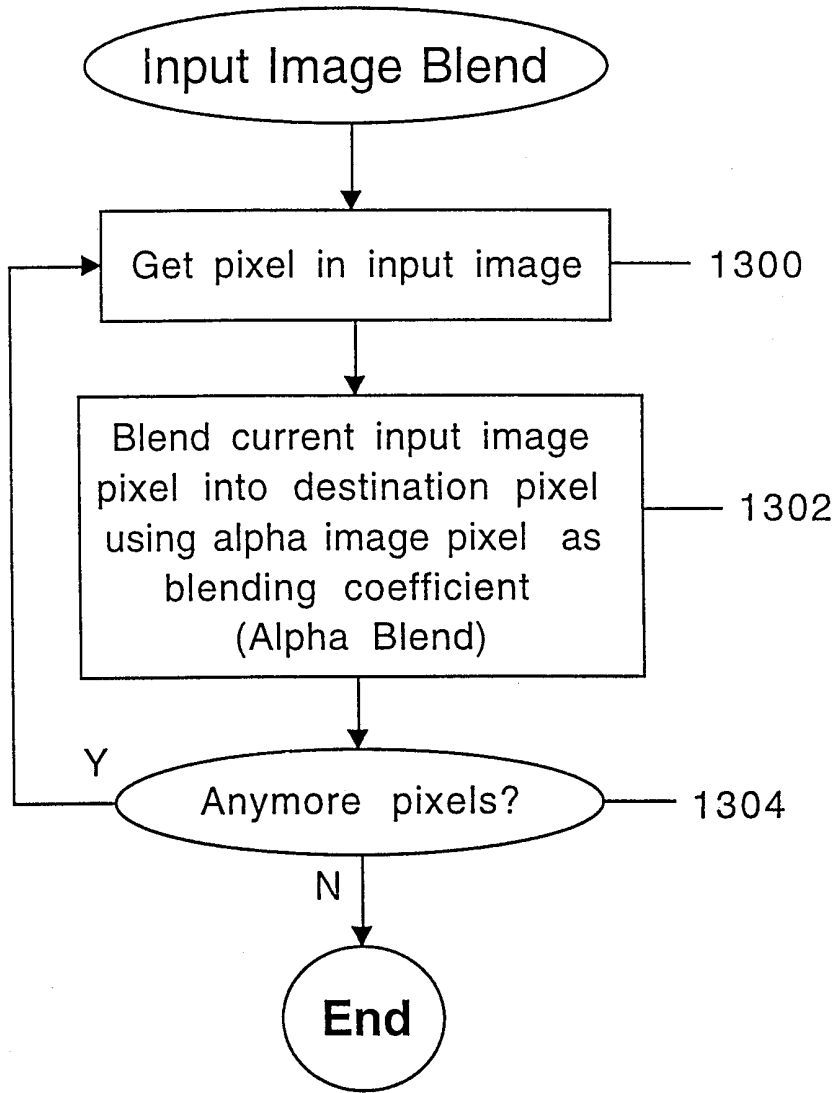 Input Image Blend
Get pixel in input image
1300
Blend current input image
pixel into destination pixel
using alpha image pixel as
blending coefficient
(Alpha Blend)
1302
Y
Anymore pixels?
1304
N
End